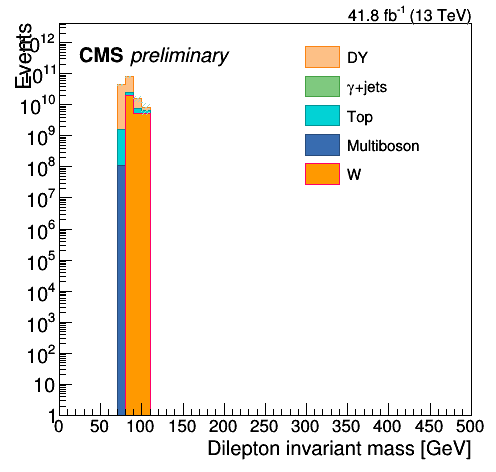 41.8 fb⁻¹ (13 TeV)
Events
CMS preliminary
DY
γ+jets
Top
Multiboson
W
10¹²
10¹¹
10¹⁰
10⁹
10⁸
10⁷
10⁶
10⁵
10⁴
10³
10²
10
1
0 50 100 150 200 250 300 350 400 450 500
Dilepton invariant mass [GeV]